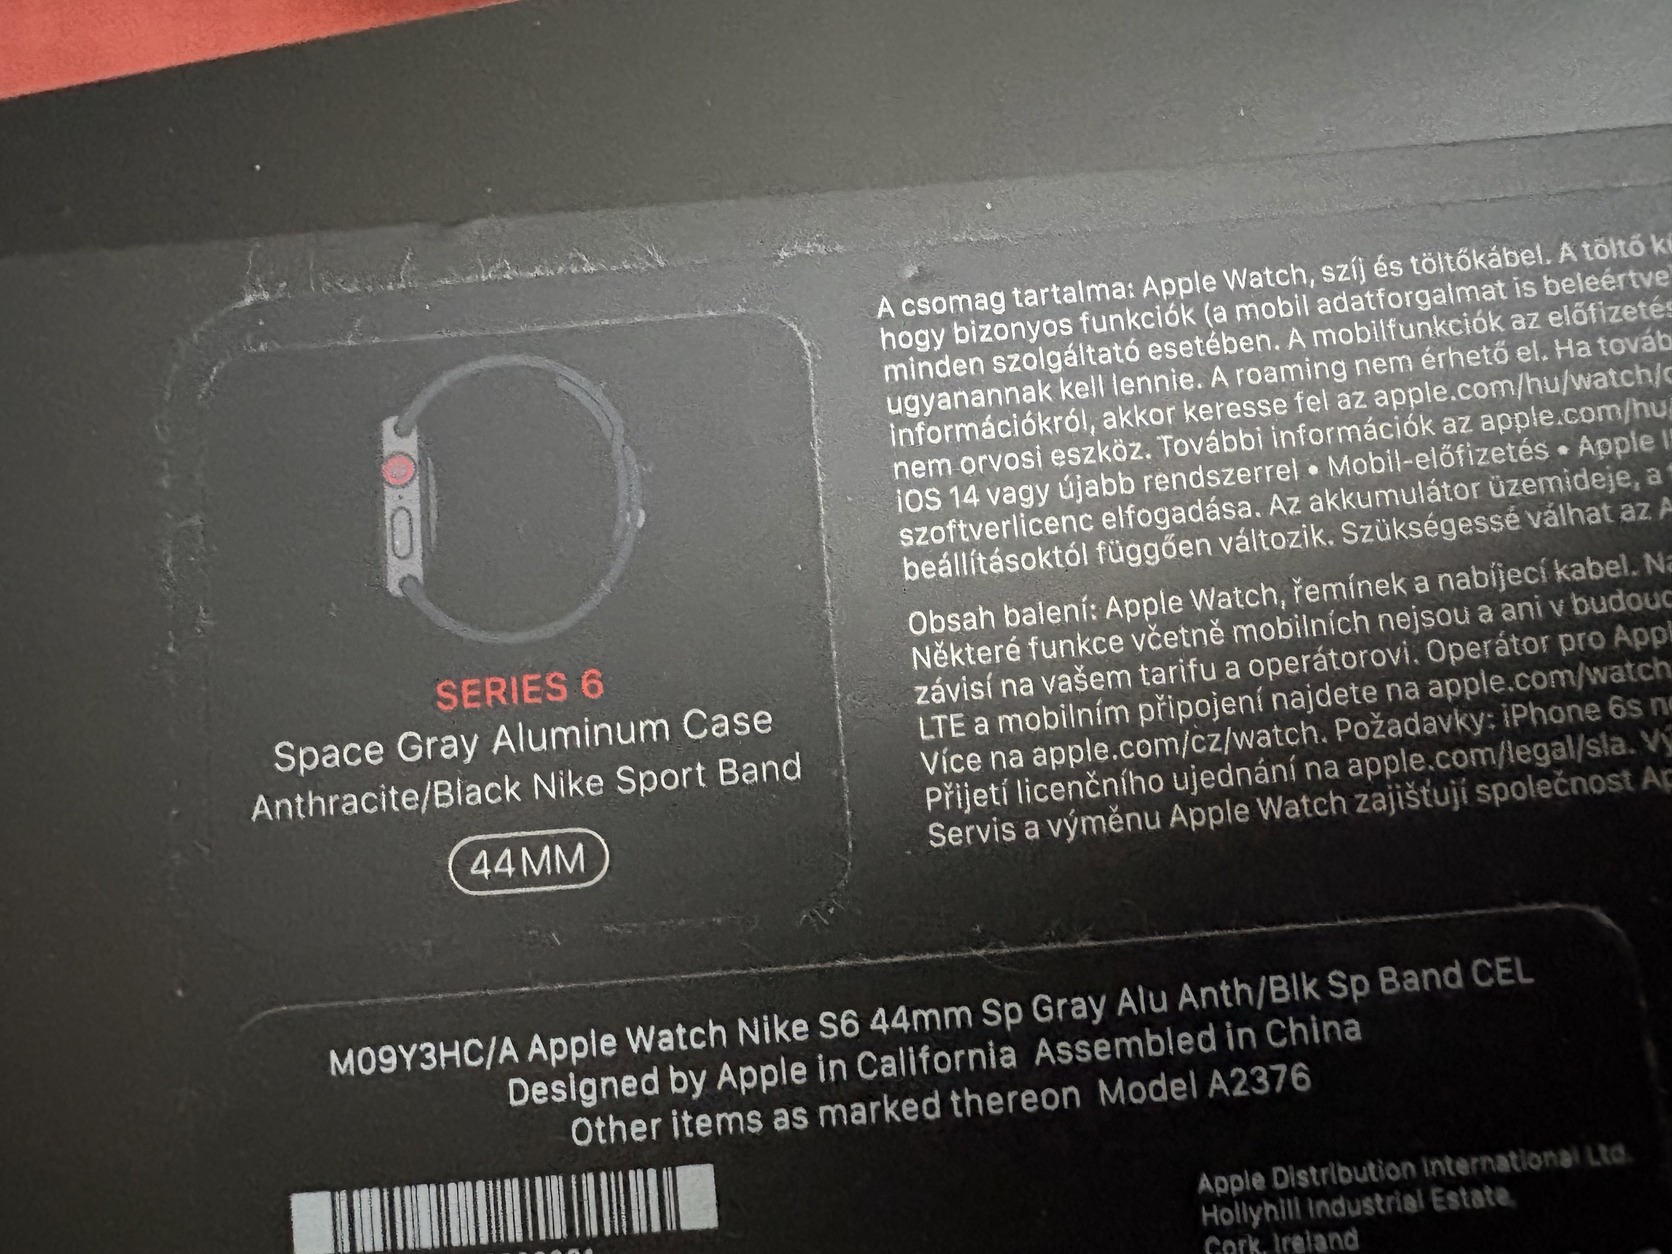 SERIES 6
Space Gray Aluminum Case
Anthracite/Black Nike Sport Band
44MM
A csomag tartalma: Apple Watch, szíj és töltőkábel. A töltő
hogy bizonyos funkciók (a mobil adatforgalmat is beleértve
minden szolgáltató esetében. A mobilfunkciók az
ugyanannak kell lennie. A roaming nem érhető el. Ha
információkról, akkor keresse fel az apple.com/hu/watch/
nem orvosi eszköz. További információk az apple.com/hu
iOS 14 vagy újabb rendszerrel • Mobil-előfizetés • Apple
szoftverlicenc elfogadása. Az akkumulátor üzemideje, a
beállításoktól függően változik. Szükségessé válhat az
Obsah balení: Apple Watch, řemínek a nabíjecí kabel.
Některé funkce včetně mobilních nejsou a ani v
závisí na vašem tarifu a operátorovi. Operátor pro
LTE a mobilním připojení najdete na apple.com/watch
Více na apple.com/cz/watch. Požadavky: iPhone 6s
Přijetí licenčního ujednání na apple.com/legal/sla.
Servis a výměnu Apple Watch zajišťují společnost
M09Y3HC/A Apple Watch Nike S6 44mm Sp Gray Alu Anth/Blk Sp Band CEL
Designed by Apple in California Assembled in China
Other items as marked thereon Model A2376
Apple Distribution International Ltd.
Hollyhill Industrial Estate,
Cork, Ireland